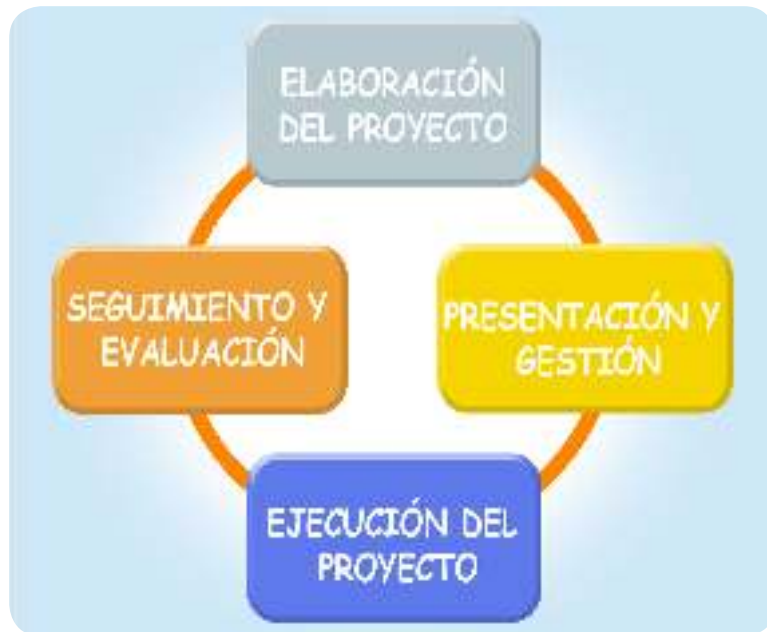 ELABORACIÓN
DEL PROYECTO
PRESENTACIÓN Y
GESTIÓN
EJECUCIÓN DEL
PROYECTO
SEGUIMIENTO Y
EVALUACIÓN